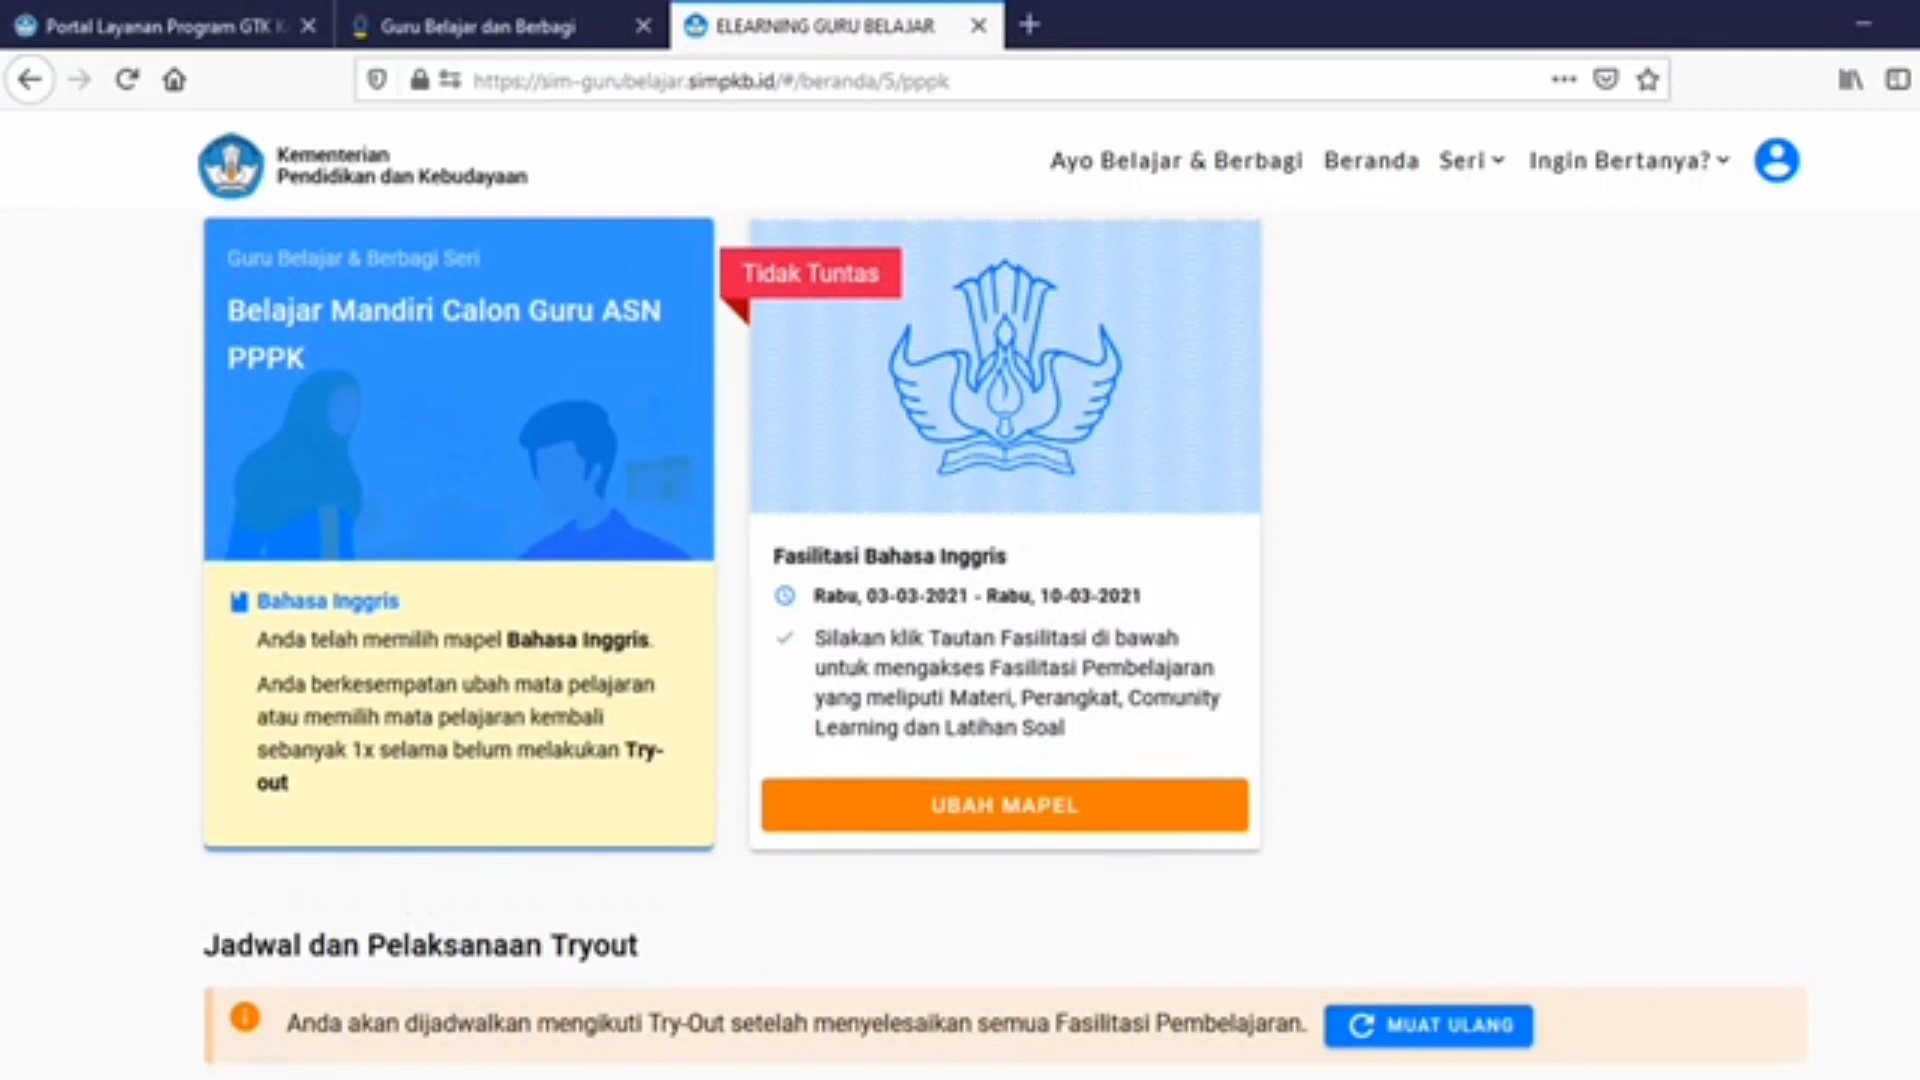 Portal Layanan Program GTK
Guru Belajar dan Berbagi
ELEARNING GURU BELAJAR
https://sim-gurubelajar.simpkb.id/#/beranda/5/pppk
Kementerian
Pendidikan dan Kebudayaan
Ayo Belajar & Berbagi Beranda Seri Ingin Bertanya?
Guru Belajar & Berbagi Seri
Belajar Mandiri Calon Guru ASN
PPPK
Bahasa Inggris
Anda telah memilih mapel Bahasa Inggris.
Anda berkesempatan ubah mata pelajaran
atau memilih mata pelajaran kembali
sebanyak 1x selama belum melakukan Try-
out
Tidak Tuntas
Fasilitasi Bahasa Inggris
Rabu, 03-03-2021 - Rabu, 10-03-2021
Silakan klik Tautan Fasilitasi di bawah
untuk mengakses Fasilitasi Pembelajaran
yang meliputi Materi, Perangkat, Comunity
Learning dan Latihan Soal
UBAH MAPEL
Jadwal dan Pelaksanaan Tryout
Anda akan dijadwalkan mengikuti Try-Out setelah menyelesaikan semua Fasilitasi Pembelajaran.
MUAT ULANG